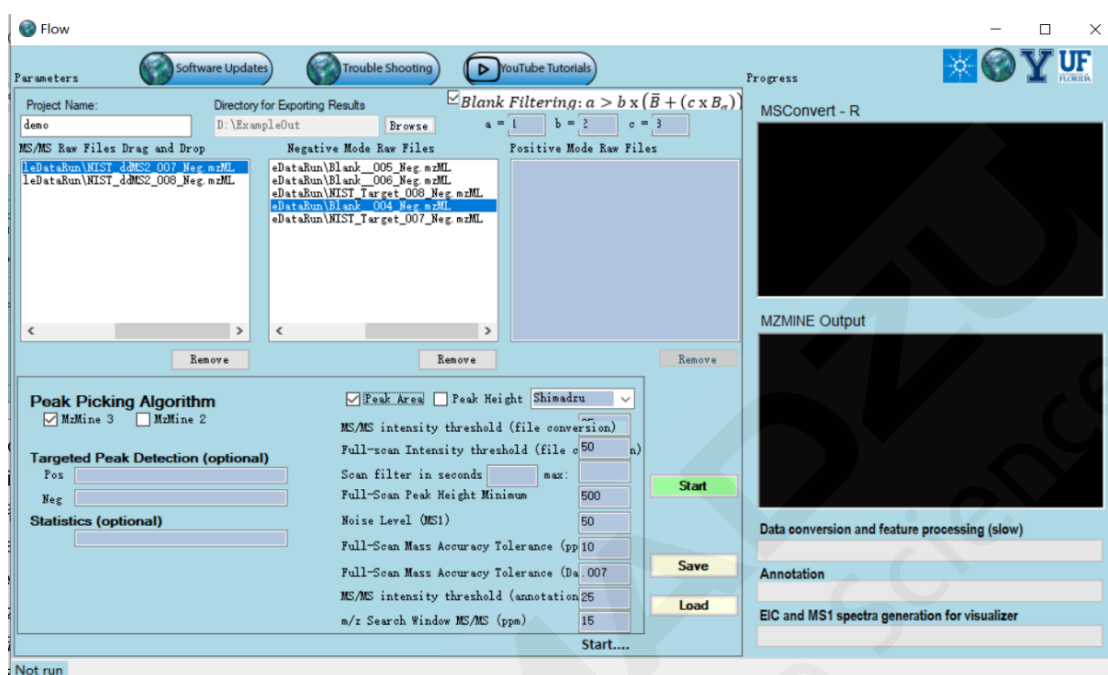 Flow
Software Updates
Trouble Shooting
YouTube Tutorials
Parameters
Progress
Y UF
FLORIDA
Project Name:
Directory for Exporting Results
Blank Filtering: a > b x (B̅ + (c x Bσ))
demo
D:\ExampleOut
Browse
a = 1 b = 2 c = 3
MS/MS Raw Files Drag and Drop
Negative Mode Raw Files
Positive Mode Raw Files
leDataRun\NIST_ddMS2_007_Neg.mzML
leDataRun\NIST_ddMS2_008_Neg.mzML
eDataRun\Blank__005_Neg.mzML
eDataRun\Blank__006_Neg.mzML
eDataRun\NIST_Target_008_Neg.mzML
eDataRun\Blank__004_Neg.mzML
eDataRun\NIST_Target_007_Neg.mzML
Remove
Remove
Remove
MSConvert - R
MZMINE Output
Peak Picking Algorithm
MzMine 3 MzMine 2
Targeted Peak Detection (optional)
Pos
Neg
Statistics (optional)
Peak Area Peak Height Shimadzu
MS/MS intensity threshold (file conversion)
Full-scan Intensity threshold (file c 50 n)
Scan filter in seconds max:
Full-Scan Peak Height Minimum 500
Noise Level (MS1) 50
Full-Scan Mass Accuracy Tolerance (pp 10
Full-Scan Mass Accuracy Tolerance (Da .007
MS/MS intensity threshold (annotation 25
m/z Search Window MS/MS (ppm) 15
Start....
Start
Save
Load
Data conversion and feature processing (slow)
Annotation
EIC and MS1 spectra generation for visualizer
Not run